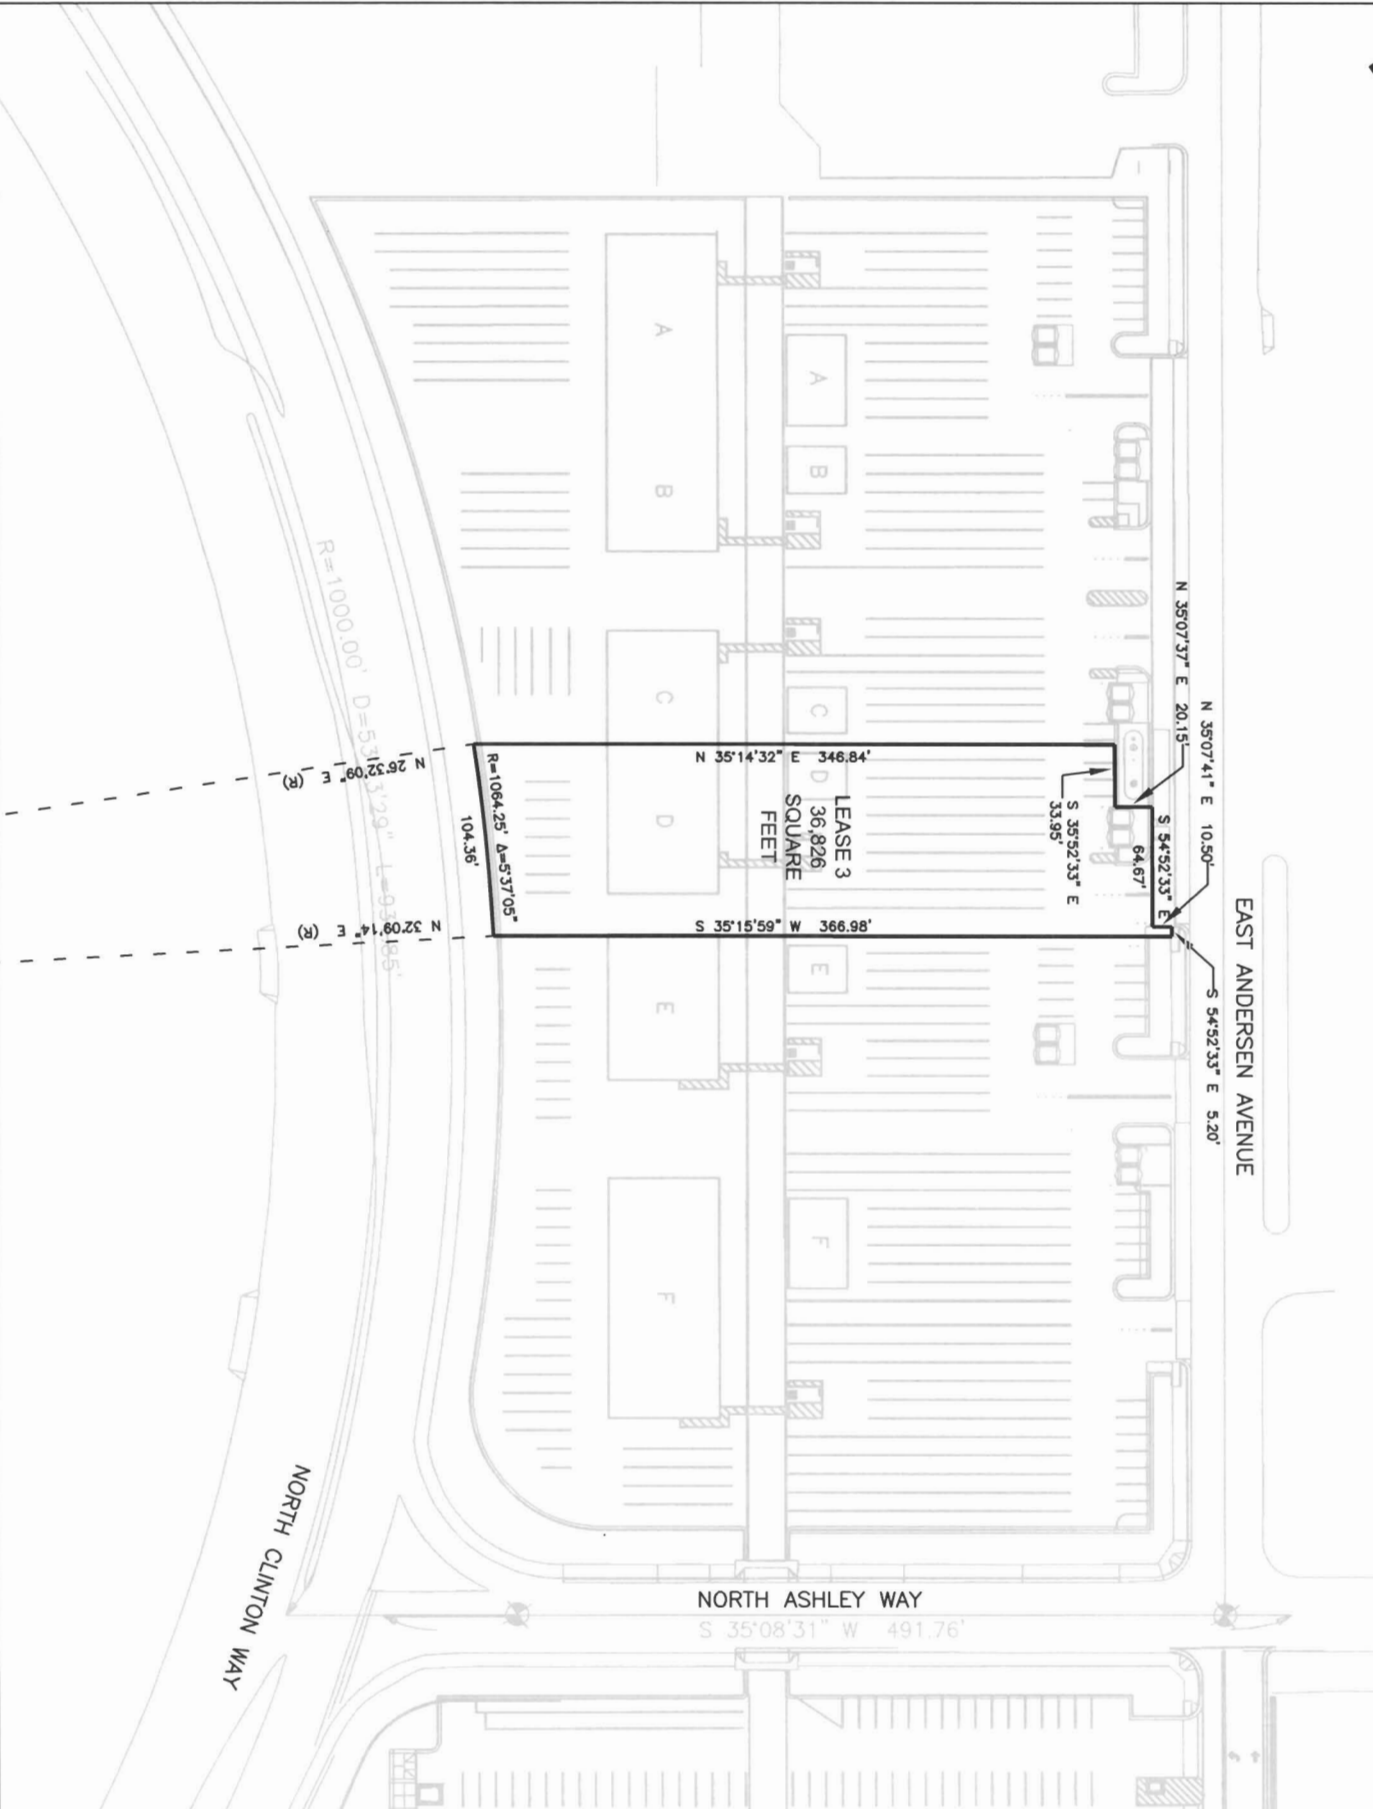 EAST ANDERSEN AVENUE
N 35°07'41" E 10.50'
N 35°07'37" E 20.15'
S 54°52'33" E 5.20'
S 54°52'33" E
64.67'
S 35°52'33" E
33.95'
N 35°14'32" E 346.84'
LEASE 3
36,826
SQUARE
FEET
S 35°15'59" W 366.98'
R=1064.25' Δ=5°37'05"
104.36'
N 26°32'09" E (R)
N 32°09'14" E (R)
A
B
C
D
E
F
A
B
C
D
E
F
NORTH ASHLEY WAY
S 35°08'31" W 491.76'
NORTH CLINTON WAY
R=1000.00'